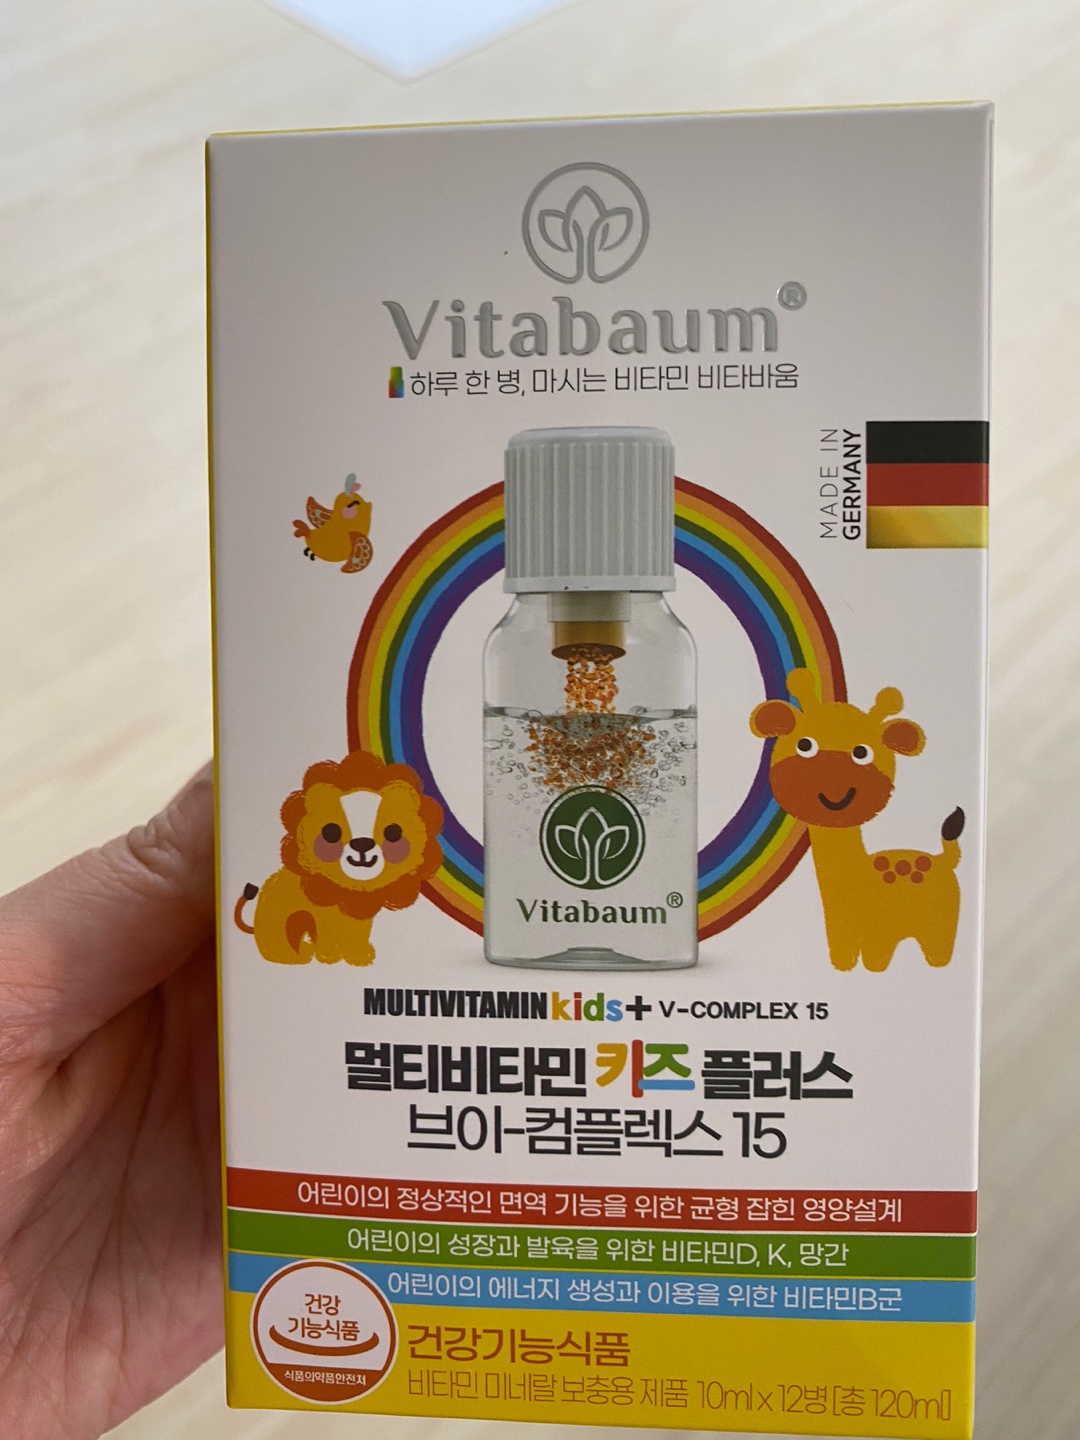 Vitabaum®
하루 한 병, 마시는 비타민 비타바움
MADE IN
GERMANY
Vitabaum®
MULTIVITAMIN kids+ V-COMPLEX 15
멀티비타민 키즈 플러스
브이-컴플렉스 15
어린이의 정상적인 면역 기능을 위한 균형 잡힌 영양설계
어린이의 성장과 발육을 위한 비타민D, K, 망간
어린이의 에너지 생성과 이용을 위한 비타민B군
건강
기능식품
식품의약품안전처
건강기능식품
비타민 미네랄 보충용 제품 10ml x 12병 [총 120ml]